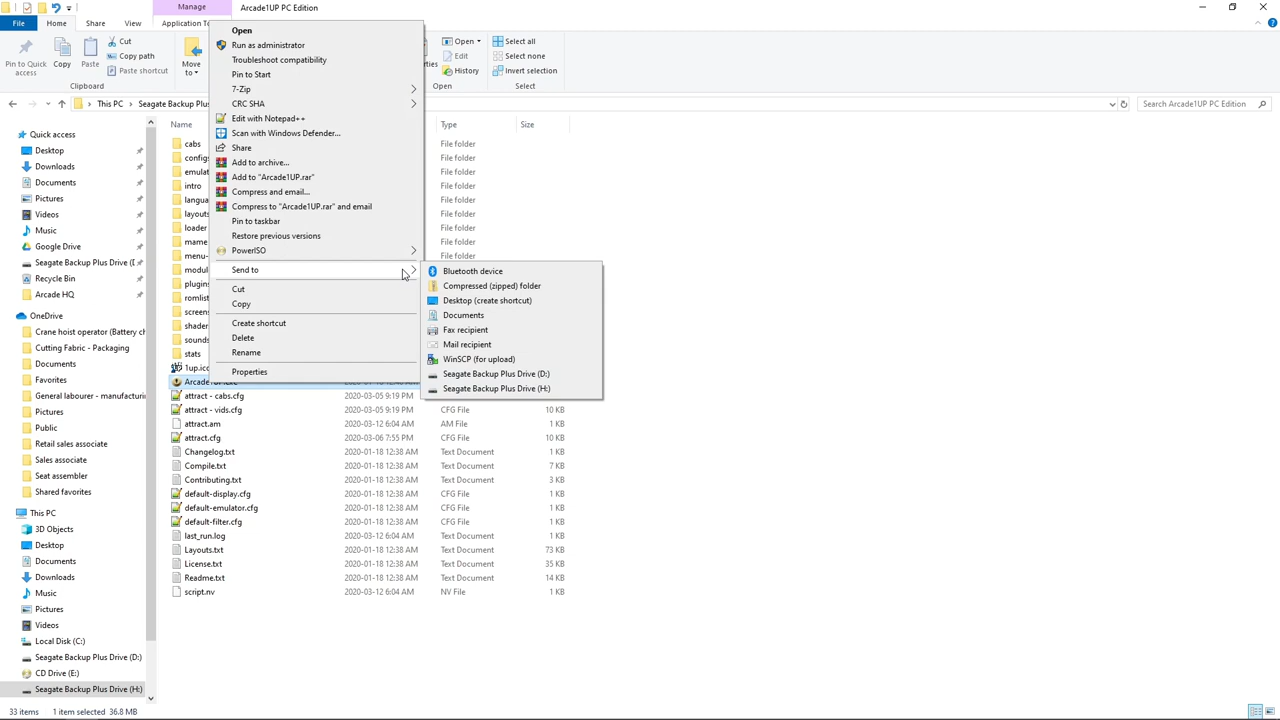 Manage
Arcade1UP PC Edition
File
Home
Share
View
Application To
Pin to Quick
access
Copy
Paste
Cut
Copy path
Paste shortcut
Clipboard
Move
to
Open
Edit
History
Open
Select all
Select none
Invert selection
Select
This PC
Seagate Backup Plus
Search Arcade1UP PC Edition
Quick access
Desktop
Downloads
Documents
Pictures
Videos
Music
Google Drive
Seagate Backup Plus Drive (
Recycle Bin
Arcade HQ
OneDrive
Crane hoist operator (Battery ch
Cutting Fabric - Packaging
Documents
Favorites
General labourer - manufacturi
Pictures
Public
Retail sales associate
Sales associate
Seat assembler
Shared favorites
This PC
3D Objects
Desktop
Documents
Downloads
Music
Pictures
Videos
Local Disk (C:)
Seagate Backup Plus Drive (D:)
CD Drive (E:)
Seagate Backup Plus Drive (H:)
Name
Type
Size
cabs
File folder
config
File folder
emulat
File folder
intro
File folder
langua
File folder
layouts
File folder
loader
File folder
mame
File folder
menu-
File folder
modul
plugins
romlist
screens
shader
sounds
stats
1up.ico
Arcade1UP.exe
attract - cabs.cfg 2020-03-05 9:19 PM
attract - vids.cfg 2020-03-05 9:19 PM CFG File 10 KB
attract.am 2020-03-12 6:04 AM AM File 1 KB
attract.cfg 2020-03-06 7:55 PM CFG File 10 KB
Changelog.txt 2020-01-18 12:38 AM Text Document 1 KB
Compile.txt 2020-01-18 12:38 AM Text Document 7 KB
Contributing.txt 2020-01-18 12:38 AM Text Document 3 KB
default-display.cfg 2020-01-18 12:38 AM CFG File 1 KB
default-emulator.cfg 2020-01-18 12:38 AM CFG File 1 KB
default-filter.cfg 2020-01-18 12:38 AM CFG File 1 KB
last_run.log 2020-03-12 6:04 AM Text Document 1 KB
Layouts.txt 2020-01-18 12:38 AM Text Document 73 KB
License.txt 2020-01-18 12:38 AM Text Document 35 KB
Readme.txt 2020-01-18 12:38 AM Text Document 14 KB
script.nv 2020-03-12 6:04 AM NV File 1 KB
Open
Run as administrator
Troubleshoot compatibility
Pin to Start
7-Zip
CRC SHA
Edit with Notepad++
Scan with Windows Defender...
Share
Add to archive...
Add to "Arcade1UP.rar"
Compress and email...
Compress to "Arcade1UP.rar" and email
Pin to taskbar
Restore previous versions
PowerISO
Send to
Cut
Copy
Create shortcut
Delete
Rename
Properties
Bluetooth device
Compressed (zipped) folder
Desktop (create shortcut)
Documents
Fax recipient
Mail recipient
WinSCP (for upload)
Seagate Backup Plus Drive (D:)
Seagate Backup Plus Drive (H:)
33 items 1 item selected 36.8 MB